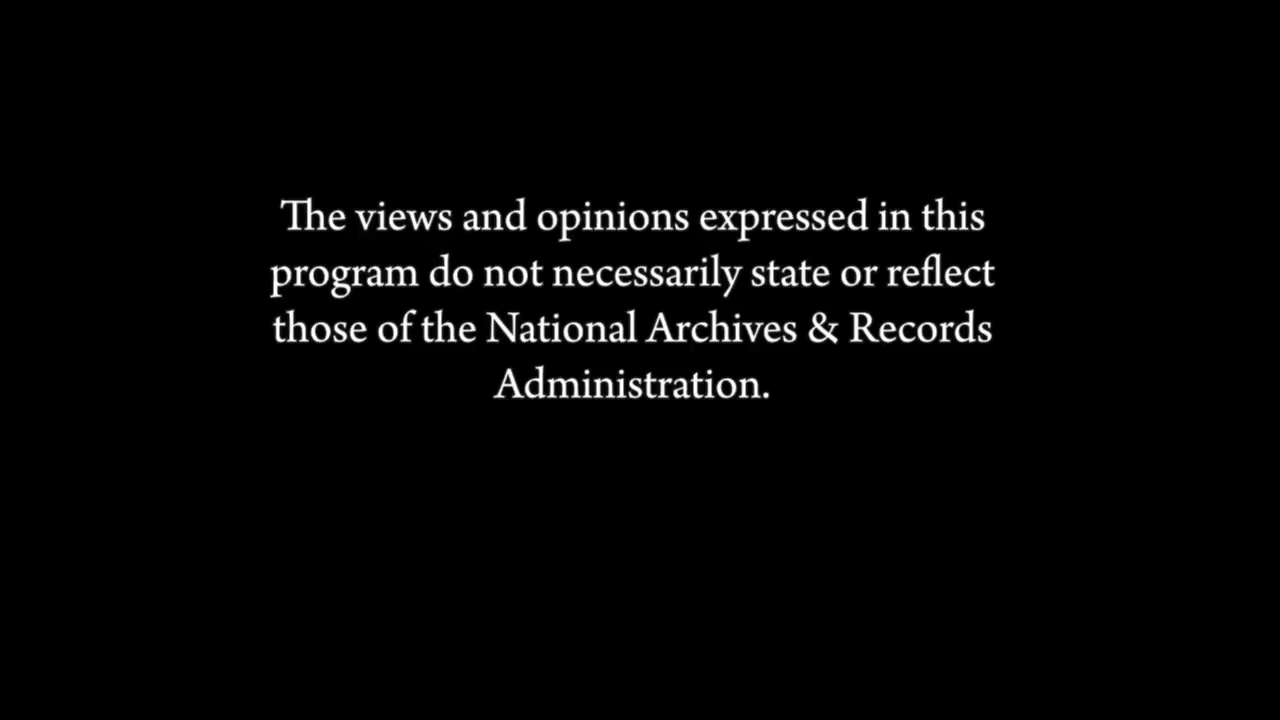 The views and opinions expressed in this
program do not necessarily state or reflect
those of the National Archives & Records
Administration.